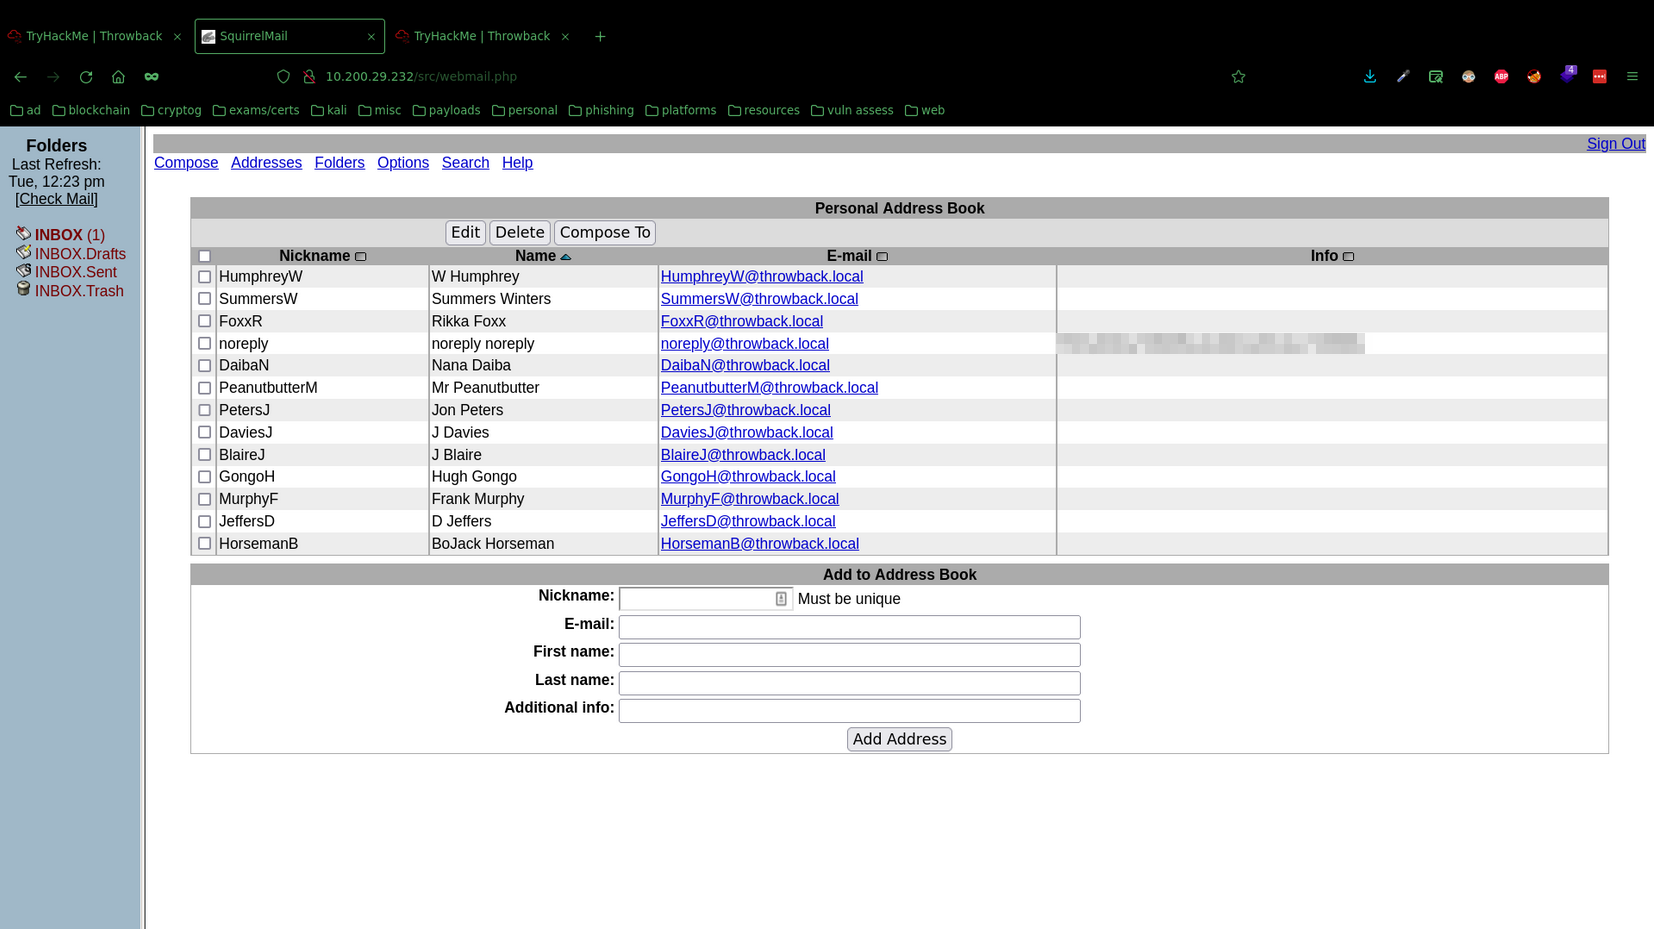 TryHackMe | Throwback SquirrelMail TryHackMe | Throwback
10.200.29.232/src/webmail.php 4
ad blockchain cryptog exams/certs kali misc payloads personal phishing platforms resources vuln assess web
Folders
Last Refresh:
Tue, 12:23 pm
[Check Mail]
INBOX (1)
INBOX.Drafts
INBOX.Sent
INBOX.Trash
Sign Out
Compose Addresses Folders Options Search Help
Personal Address Book
Edit Delete Compose To
Nickname Name E-mail Info
HumphreyW W Humphrey HumphreyW@throwback.local
SummersW Summers Winters SummersW@throwback.local
FoxxR Rikka Foxx FoxxR@throwback.local
noreply noreply noreply noreply@throwback.local
DaibaN Nana Daiba DaibaN@throwback.local
PeanutbutterM Mr Peanutbutter PeanutbutterM@throwback.local
PetersJ Jon Peters PetersJ@throwback.local
DaviesJ J Davies DaviesJ@throwback.local
BlaireJ J Blaire BlaireJ@throwback.local
GongoH Hugh Gongo GongoH@throwback.local
MurphyF Frank Murphy MurphyF@throwback.local
JeffersD D Jeffers JeffersD@throwback.local
HorsemanB BoJack Horseman HorsemanB@throwback.local
Add to Address Book
Nickname: Must be unique
E-mail:
First name:
Last name:
Additional info:
Add Address